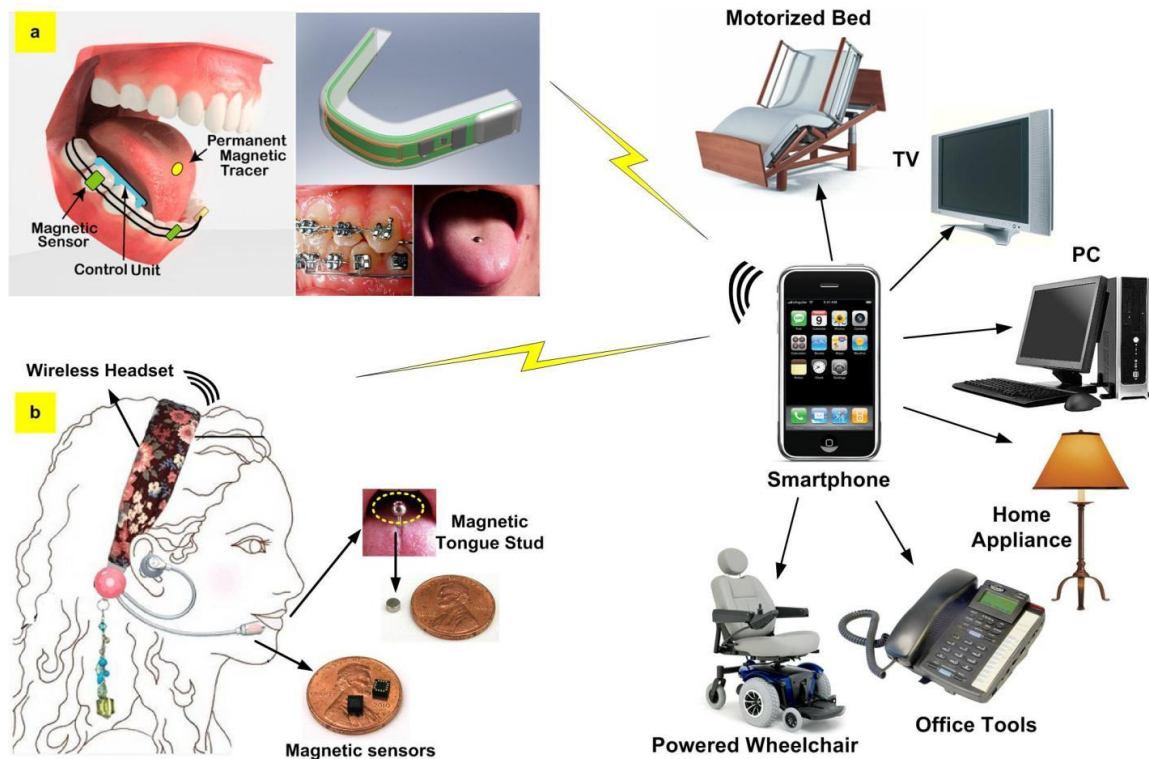 a
Permanent
Magnetic
Tracer
Magnetic
Sensor
Control Unit
Motorized Bed
TV
PC
Wireless Headset
b
Smartphone
Magnetic
Tongue Stud
Home
Appliance
Magnetic sensors
Powered Wheelchair
Office Tools